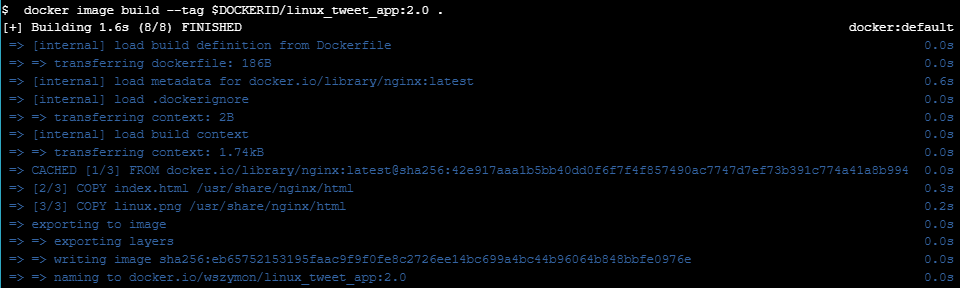 $  docker image build --tag $DOCKERID/linux_tweet_app:2.0 .
[+] Building 1.6s (8/8) FINISHED docker:default
=> [internal] load build definition from Dockerfile 0.0s
=> => transferring dockerfile: 186B 0.0s
=> [internal] load metadata for docker.io/library/nginx:latest 0.6s
=> [internal] load .dockerignore 0.0s
=> => transferring context: 2B 0.0s
=> [internal] load build context 0.0s
=> => transferring context: 1.74kB 0.0s
=> CACHED [1/3] FROM docker.io/library/nginx:latest@sha256:42e917aaa1b5bb40dd0f6f7f4f857490ac7747d7ef73b391c774a41a8b994 0.0s
=> [2/3] COPY index.html /usr/share/nginx/html 0.3s
=> [3/3] COPY linux.png /usr/share/nginx/html 0.2s
=> exporting to image 0.0s
=> => exporting layers 0.0s
=> => writing image sha256:eb65752153195faac9f9f0fe8c2726ee14bc699a4bc44b96064b848bbfe0976e 0.0s
=> => naming to docker.io/wszymon/linux_tweet_app:2.0 0.0s